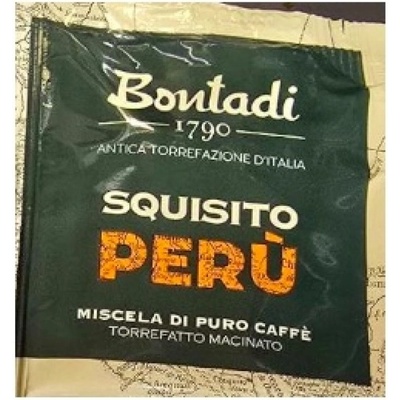 Bontadi
1790
ANTICA TORREFAZIONE D'ITALIA
SQUISITO
PERÙ
MISCELA DI PURO CAFFÈ
TORREFATTO MACINATO